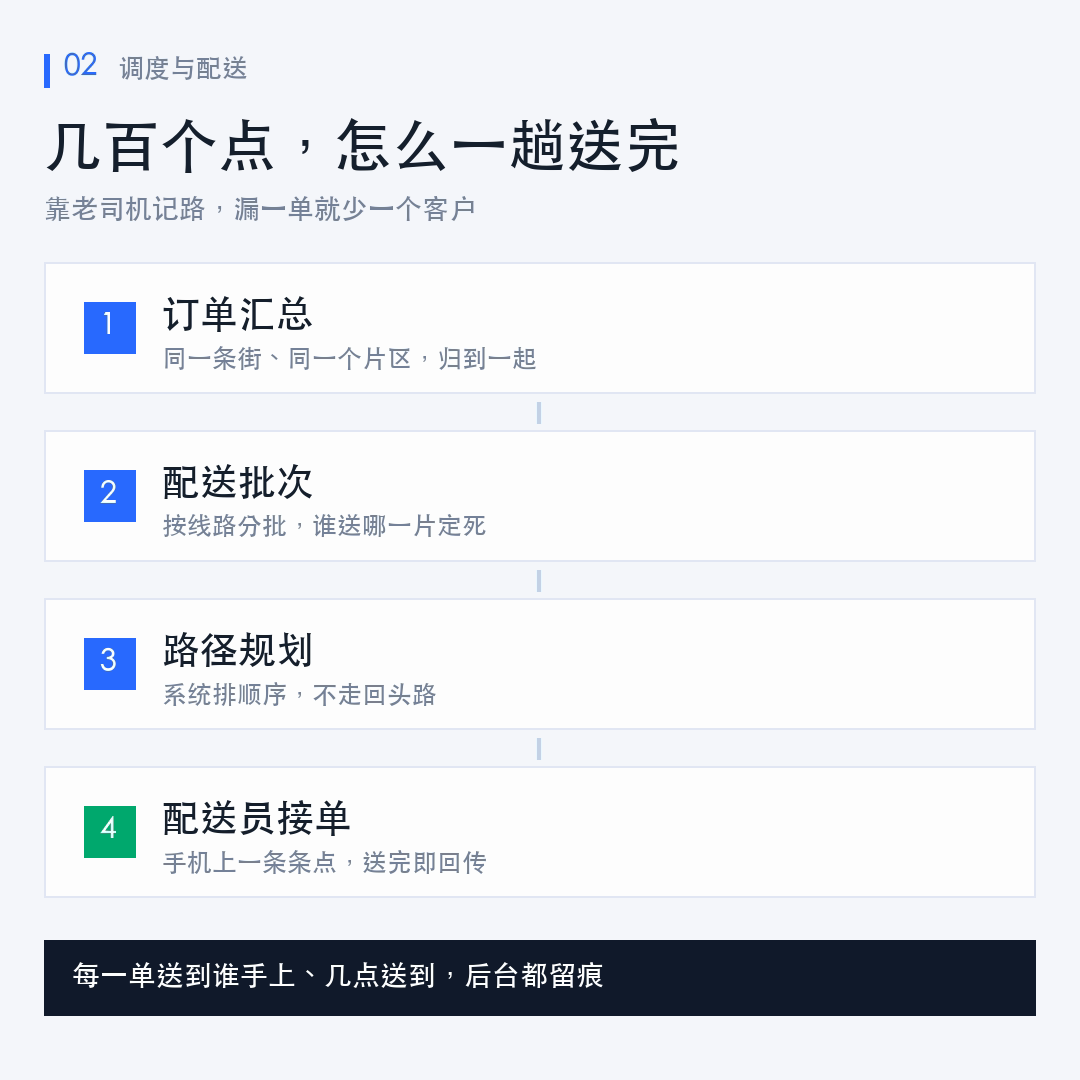 02 调度与配送
几百个点，怎么一趟送完
靠老司机记路，漏一单就少一个客户
1 订单汇总
同一条街、同一个片区，归到一起
2 配送批次
按线路分批，谁送哪一片定死
3 路径规划
系统排顺序，不走回头路
4 配送员接单
手机上一条条点，送完即回传
每一单送到谁手上、几点送到，后台都留痕